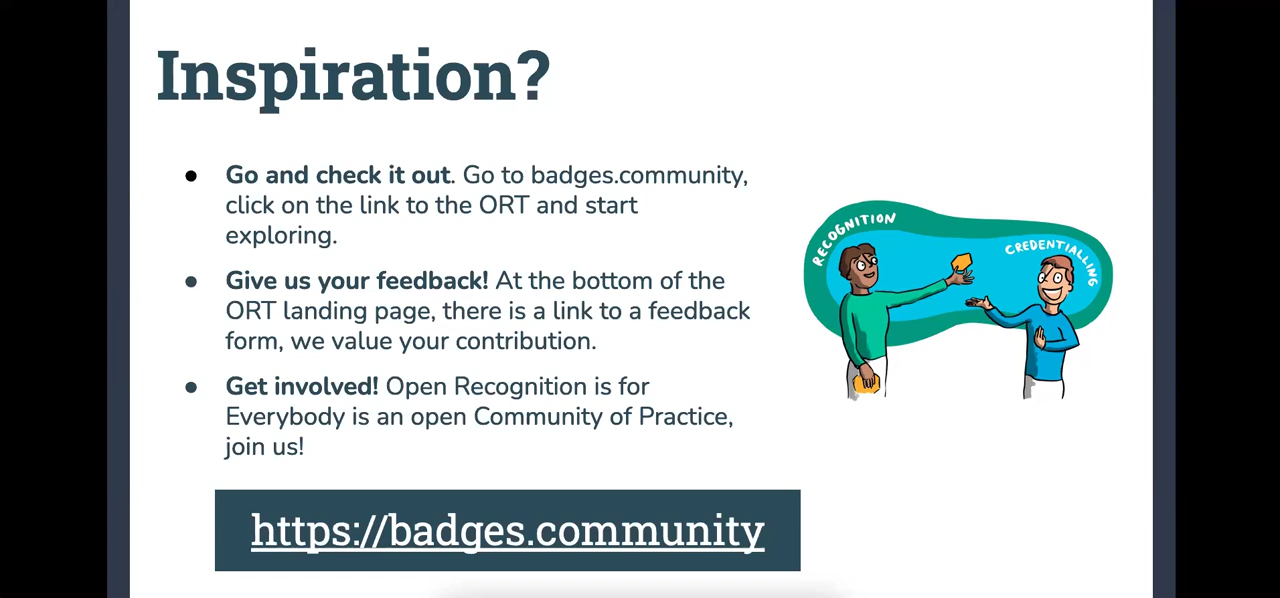 Inspiration?
● Go and check it out. Go to badges.community,
click on the link to the ORT and start
exploring.
● Give us your feedback! At the bottom of the
ORT landing page, there is a link to a feedback
form, we value your contribution.
● Get involved! Open Recognition is for
Everybody is an open Community of Practice,
join us!
RECOGNITION
CREDENTIALLING
https://badges.community